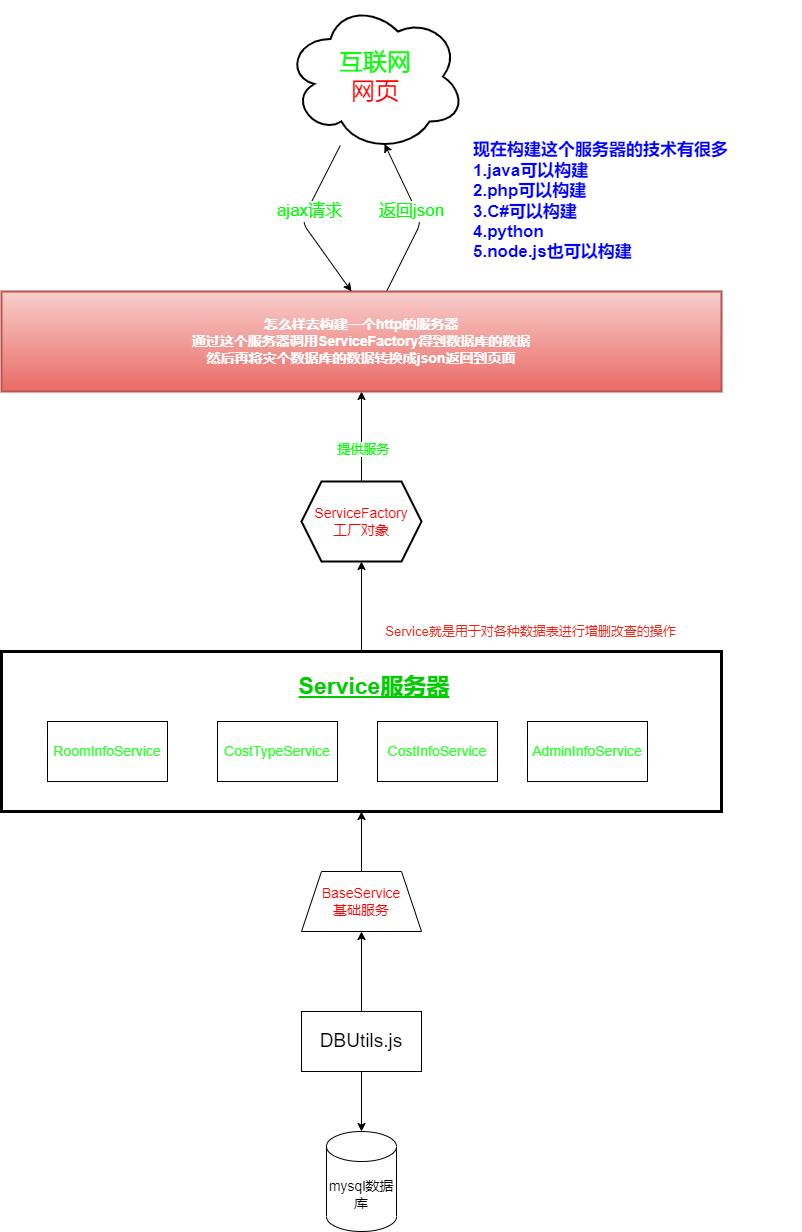 互联网
网页
现在构建这个服务器的技术有很多
1.java可以构建
2.php可以构建
3.C#可以构建
4.python
5.node.js也可以构建
ajax请求
返回json
怎么样去构建一个http的服务器
通过这个服务器调用ServiceFactory得到数据库的数据
然后再将灾个数据库的数据转换成json返回到页面
提供服务
ServiceFactory
工厂对象
Service就是用于对各种数据表进行增删改查的操作
Service服务器
RoomInfoService
CostTypeService
CostInfoService
AdminInfoService
BaseService
基础服务
DBUtils.js
mysql数据
库